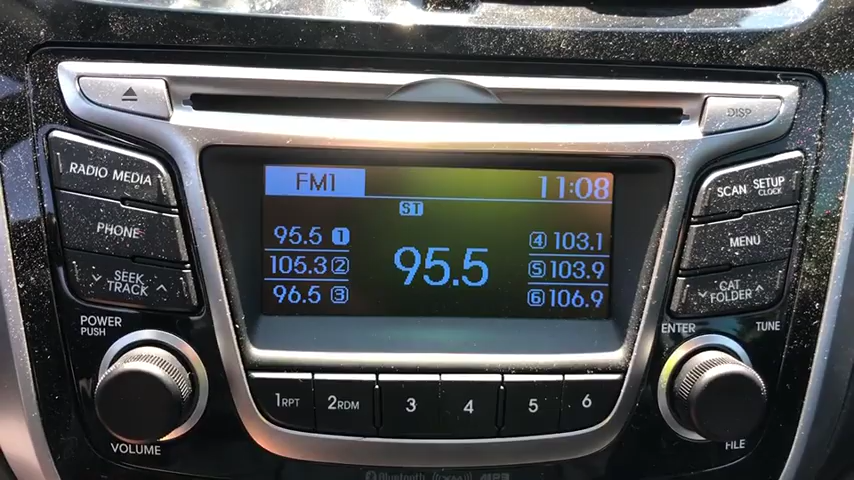 DISP
RADIO MEDIA
PHONE
SEEK
TRACK
POWER
PUSH
VOLUME
FM1
11:08
ST
95.5 1
105.3 2
96.5 3
95.5
4 103.1
5 103.9
6 106.9
SCAN SETUP
CLOCK
MENU
CAT
FOLDER
ENTER
TUNE
FILE
1 RPT
2 RDM
3
4
5
6
Bluetooth